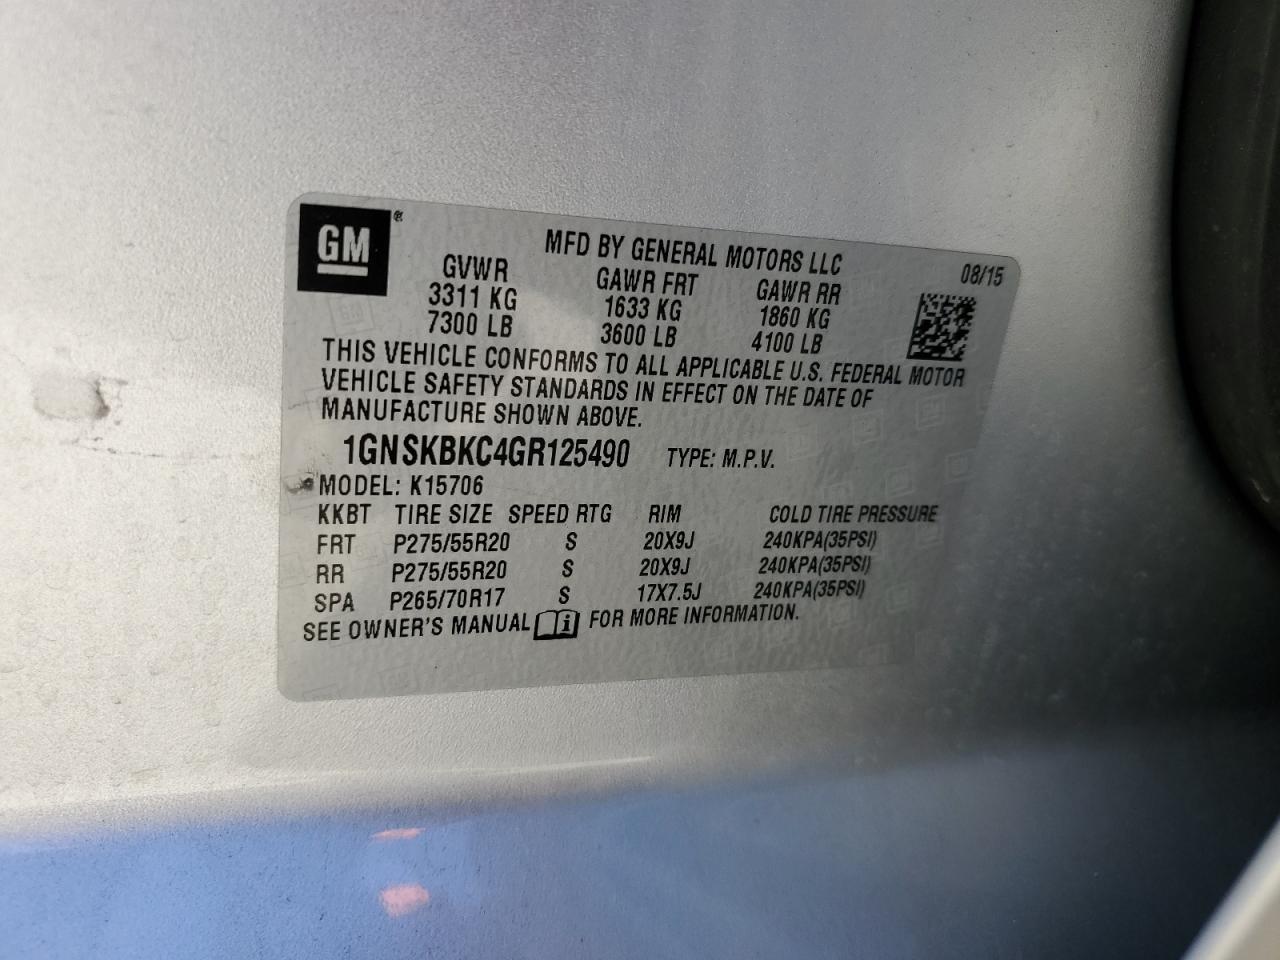 GM ®
MFD BY GENERAL MOTORS LLC
08/15
GVWR GAWR FRT GAWR RR
3311 KG 1633 KG 1860 KG
7300 LB 3600 LB 4100 LB
THIS VEHICLE CONFORMS TO ALL APPLICABLE U.S. FEDERAL MOTOR
VEHICLE SAFETY STANDARDS IN EFFECT ON THE DATE OF
MANUFACTURE SHOWN ABOVE.
1GNSKBKC4GR125490 TYPE: M.P.V.
MODEL: K15706
KKBT TIRE SIZE SPEED RTG RIM COLD TIRE PRESSURE
FRT P275/55R20 S 20X9J 240KPA(35PSI)
RR P275/55R20 S 20X9J 240KPA(35PSI)
SPA P265/70R17 S 17X7.5J 240KPA(35PSI)
SEE OWNER'S MANUAL i FOR MORE INFORMATION.